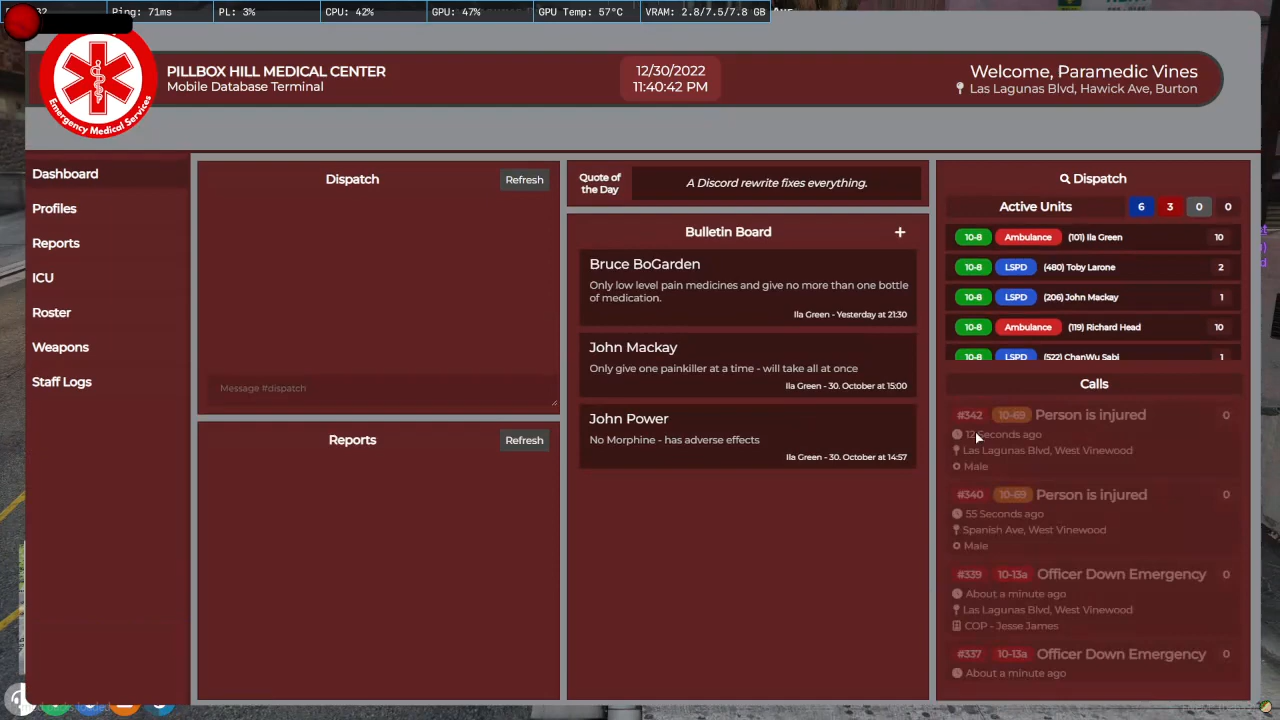 Ping: 71ms
PL: 3%
CPU: 42%
GPU: 47%
GPU Temp: 57°C
VRAM: 2.8/7.5/7.8 GB
Emergency Medical Services
PILLBOX HILL MEDICAL CENTER
Mobile Database Terminal
12/30/2022
11:40:42 PM
Welcome, Paramedic Vines
Las Lagunas Blvd, Hawick Ave, Burton
Dashboard
Profiles
Reports
ICU
Roster
Weapons
Staff Logs
Dispatch
Refresh
Message #dispatch
Reports
Refresh
Quote of
the Day
A Discord rewrite fixes everything.
Bulletin Board
+
Bruce BoGarden
Only low level pain medicines and give no more than one bottle
of medication.
Ila Green - Yesterday at 21:30
John Mackay
Only give one painkiller at a time - will take all at once
Ila Green - 30. October at 15:00
John Power
No Morphine - has adverse effects
Ila Green - 30. October at 14:57
Dispatch
Active Units 6 3 0 0
10-8 Ambulance (101) Ila Green 10
10-8 LSPD (480) Toby Larone 2
10-8 LSPD (206) John Mackay 1
10-8 Ambulance (119) Richard Head 10
10-8 LSPD (522) ChanWu Sabi 1
Calls
#342 10-69 Person is injured 0
12 Seconds ago
Las Lagunas Blvd, West Vinewood
Male
#340 10-69 Person is injured 0
55 Seconds ago
Spanish Ave, West Vinewood
Male
#339 10-13a Officer Down Emergency 0
About a minute ago
Las Lagunas Blvd, West Vinewood
COP - Jesse James
#337 10-13a Officer Down Emergency 0
About a minute ago